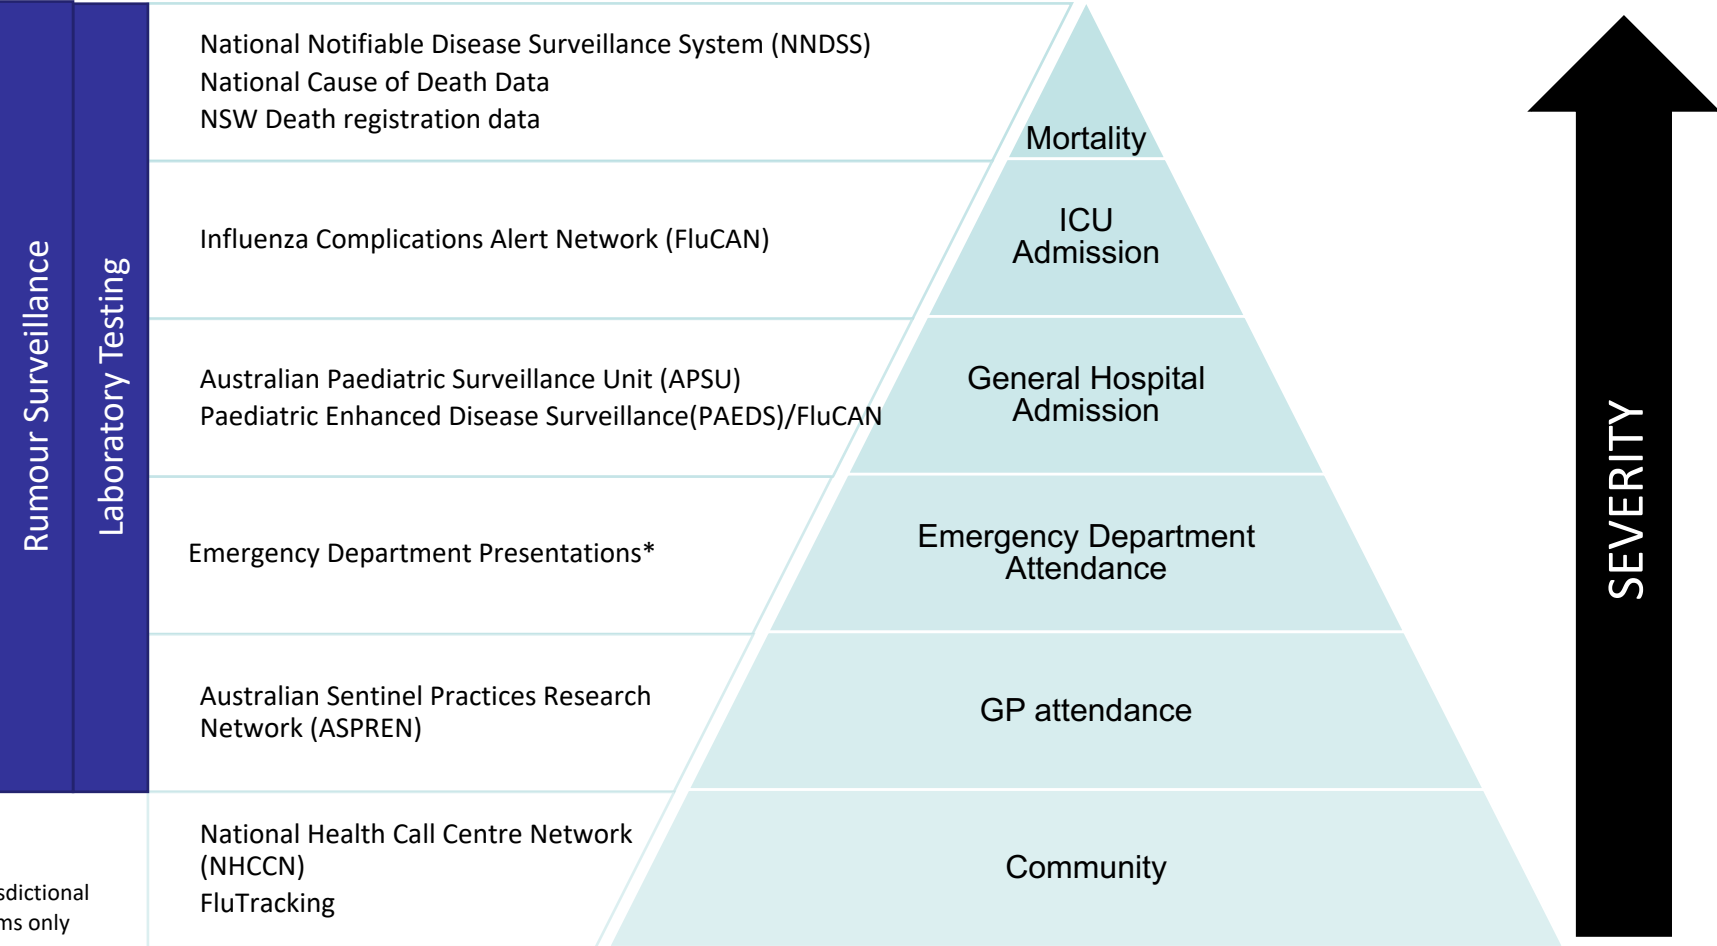 Rumour Surveillance
Laboratory Testing
National Notifiable Disease Surveillance System (NNDSS)
National Cause of Death Data
NSW Death registration data
Mortality
Influenza Complications Alert Network (FluCAN)
ICU
Admission
Australian Paediatric Surveillance Unit (APSU)
Paediatric Enhanced Disease Surveillance(PAEDS)/FluCAN
General Hospital
Admission
Emergency Department Presentations*
Emergency Department
Attendance
Australian Sentinel Practices Research
Network (ASPREN)
GP attendance
National Health Call Centre Network
(NHCCN)
FluTracking
Community
SEVERITY
sdictional
ms only